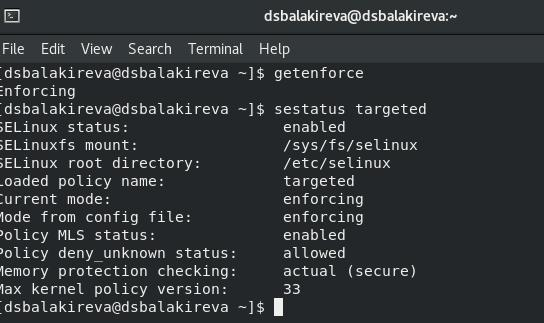 dsbalakireva@dsbalakireva:~
File Edit View Search Terminal Help
[dsbalakireva@dsbalakireva ~]$ getenforce
Enforcing
[dsbalakireva@dsbalakireva ~]$ sestatus targeted
SELinux status: enabled
SELinuxfs mount: /sys/fs/selinux
SELinux root directory: /etc/selinux
Loaded policy name: targeted
Current mode: enforcing
Mode from config file: enforcing
Policy MLS status: enabled
Policy deny_unknown status: allowed
Memory protection checking: actual (secure)
Max kernel policy version: 33
[dsbalakireva@dsbalakireva ~]$